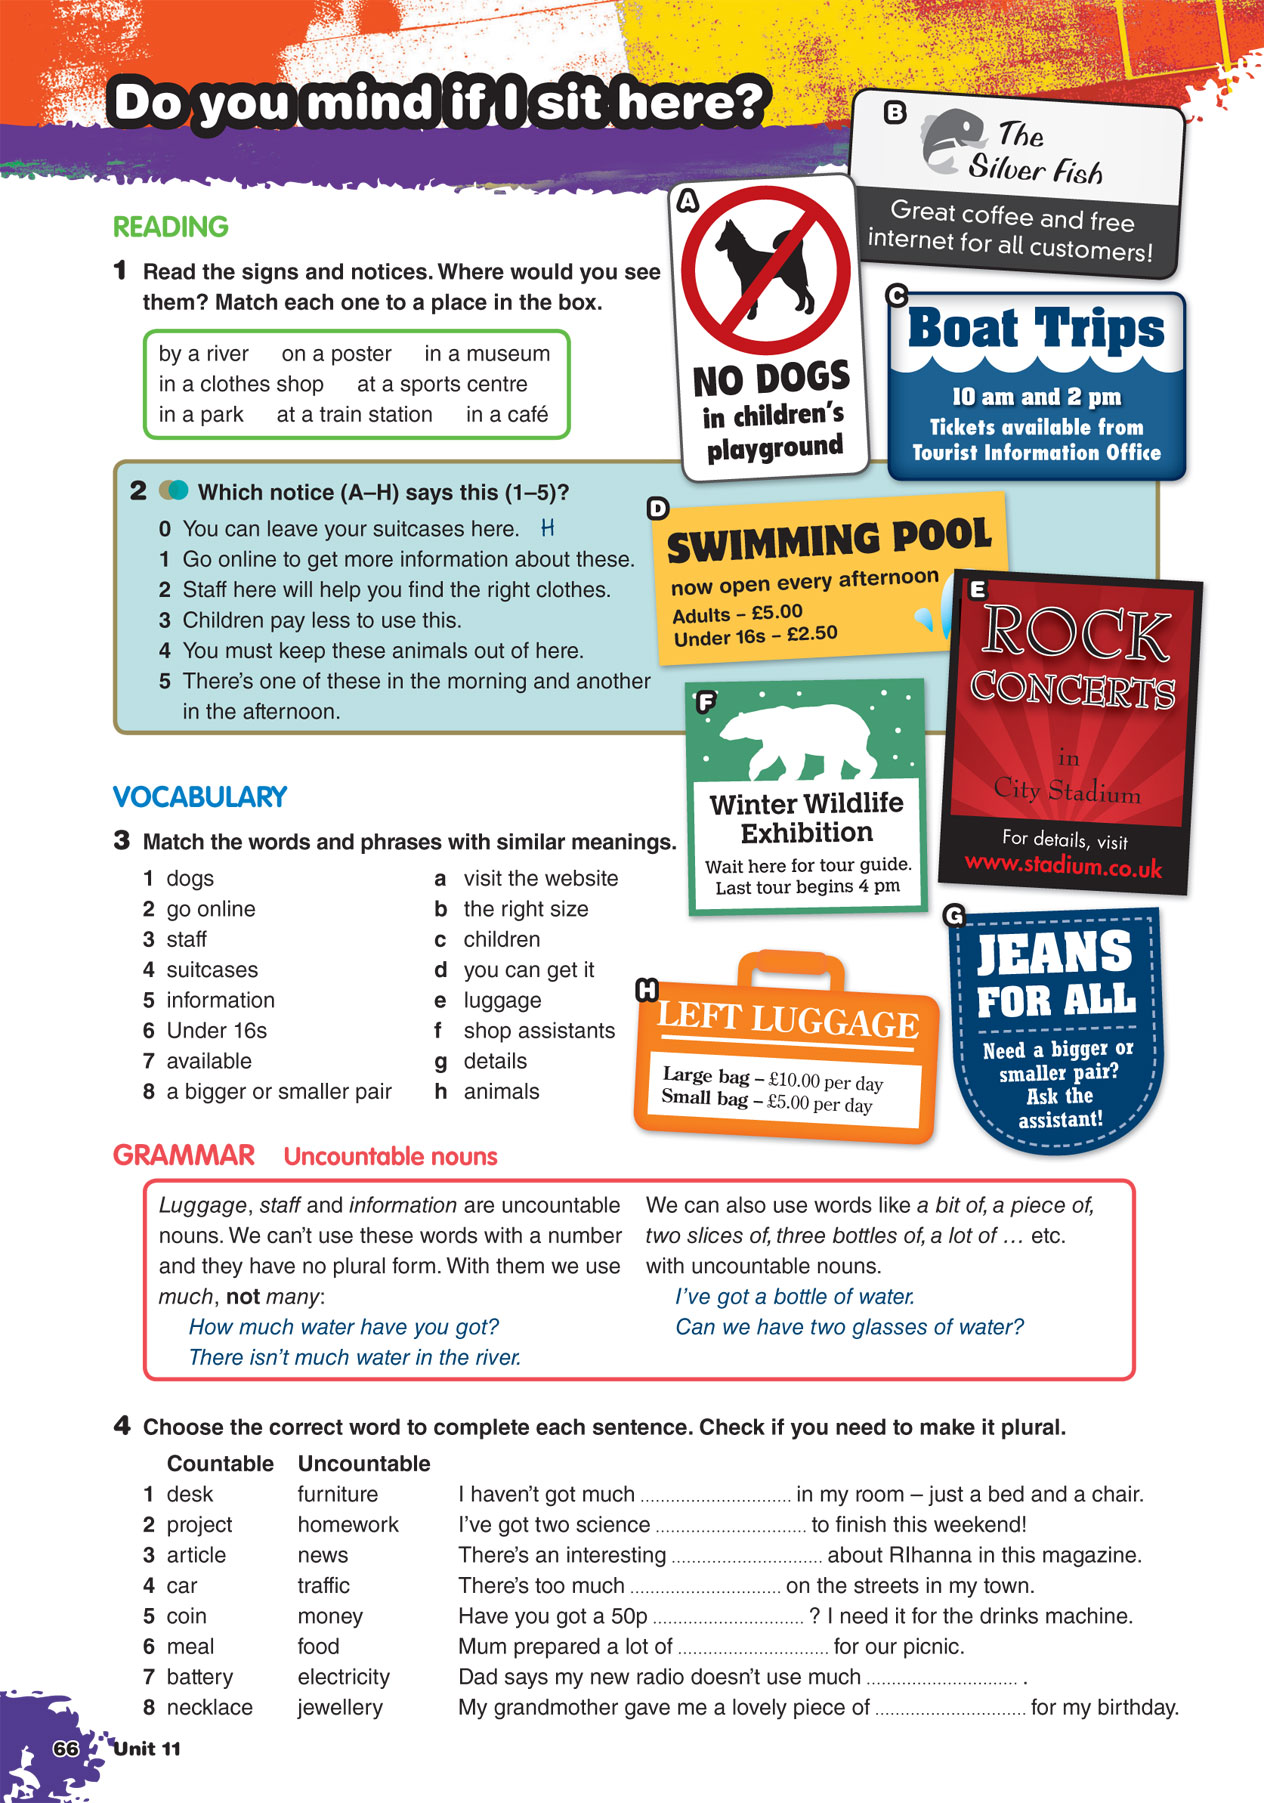 Do you mind if I sit here?
READING
1 Read the signs and notices. Where would you see
them? Match each one to a place in the box.
by a river on a poster in a museum
in a clothes shop at a sports centre
in a park at a train station in a café
A
NO DOGS
in children's
playground
B
The
Silver Fish
Great coffee and free
internet for all customers!
C
Boat Trips
10 am and 2 pm
Tickets available from
Tourist Information Office
2 Which notice (A–H) says this (1–5)?
0 You can leave your suitcases here. H
1 Go online to get more information about these.
2 Staff here will help you find the right clothes.
3 Children pay less to use this.
4 You must keep these animals out of here.
5 There's one of these in the morning and another
in the afternoon.
D
SWIMMING POOL
now open every afternoon
Adults – £5.00
Under 16s – £2.50
E
ROCK
CONCERTS
in
City Stadium
For details, visit
www.stadium.co.uk
F
Winter Wildlife
Exhibition
Wait here for tour guide.
Last tour begins 4 pm
G
JEANS
FOR ALL
Need a bigger or
smaller pair?
Ask the
assistant!
H
LEFT LUGGAGE
Large bag – £10.00 per day
Small bag – £5.00 per day
VOCABULARY
3 Match the words and phrases with similar meanings.
1 dogs a visit the website
2 go online b the right size
3 staff c children
4 suitcases d you can get it
5 information e luggage
6 Under 16s f shop assistants
7 available g details
8 a bigger or smaller pair h animals
GRAMMAR Uncountable nouns
Luggage, staff and information are uncountable
nouns. We can't use these words with a number
and they have no plural form. With them we use
much, not many:
How much water have you got?
There isn't much water in the river.
We can also use words like a bit of, a piece of,
two slices of, three bottles of, a lot of … etc.
with uncountable nouns.
I've got a bottle of water.
Can we have two glasses of water?
4 Choose the correct word to complete each sentence. Check if you need to make it plural.
Countable Uncountable
1 desk furniture I haven't got much .............................. in my room – just a bed and a chair.
2 project homework I've got two science .............................. to finish this weekend!
3 article news There's an interesting .............................. about RIhanna in this magazine.
4 car traffic There's too much .............................. on the streets in my town.
5 coin money Have you got a 50p .............................. ? I need it for the drinks machine.
6 meal food Mum prepared a lot of .............................. for our picnic.
7 battery electricity Dad says my new radio doesn't use much .............................. .
8 necklace jewellery My grandmother gave me a lovely piece of .............................. for my birthday.
66 Unit 11